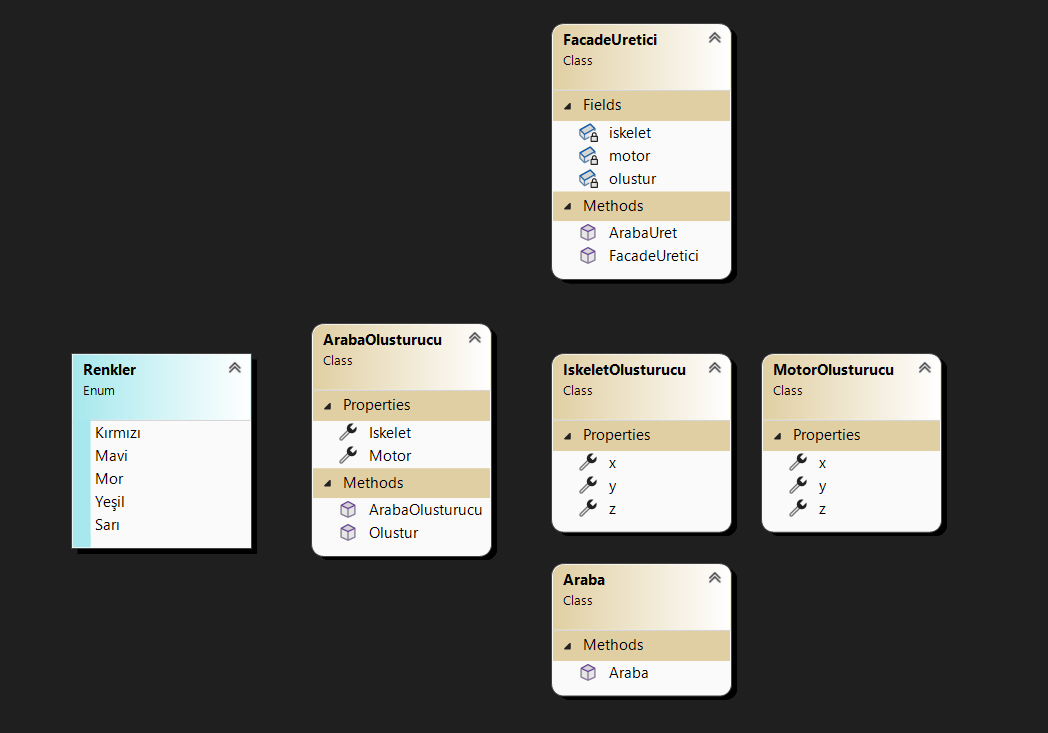 FacadeUretici
Class
Fields
iskelet
motor
olustur
Methods
ArabaUret
FacadeUretici
Renkler
Enum
Kırmızı
Mavi
Mor
Yeşil
Sarı
ArabaOlusturucu
Class
Properties
Iskelet
Motor
Methods
ArabaOlusturucu
Olustur
IskeletOlusturucu
Class
Properties
x
y
z
MotorOlusturucu
Class
Properties
x
y
z
Araba
Class
Methods
Araba